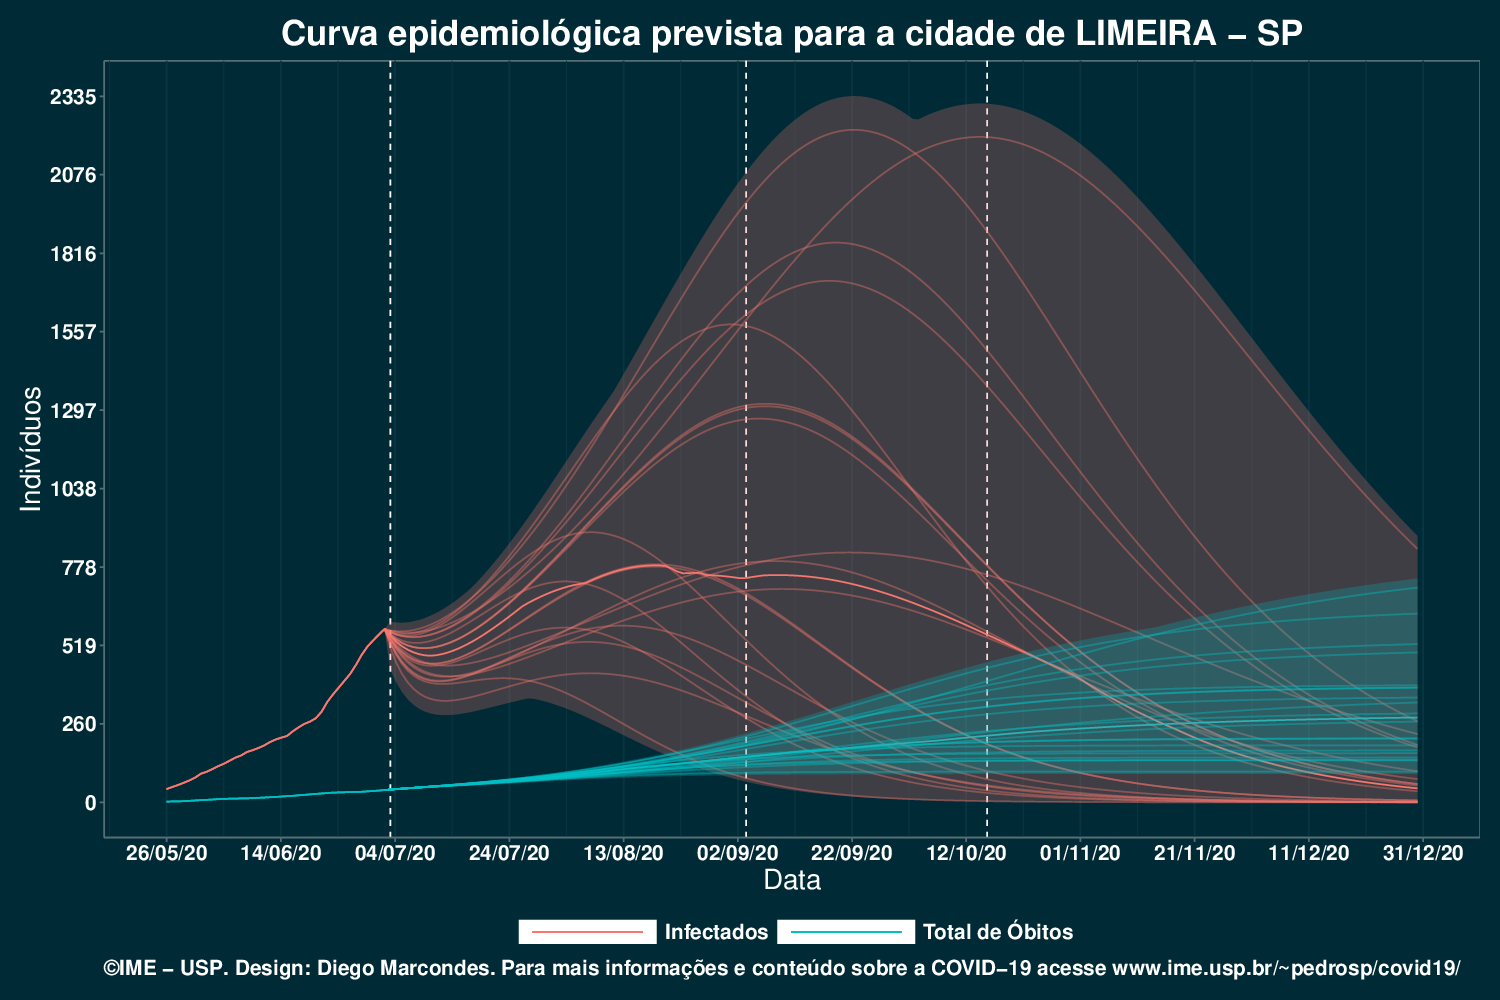 Curva epidemiológica prevista para a cidade de LIMEIRA − SP
2335
2076
1816
1557
1297
1038
778
519
260
0
Indivíduos
26/05/20 14/06/20 04/07/20 24/07/20 13/08/20 02/09/20 22/09/20 12/10/20 01/11/20 21/11/20 11/12/20 31/12/20
Data
Infectados Total de Óbitos
©IME − USP. Design: Diego Marcondes. Para mais informações e conteúdo sobre a COVID−19 acesse www.ime.usp.br/~pedrosp/covid19/